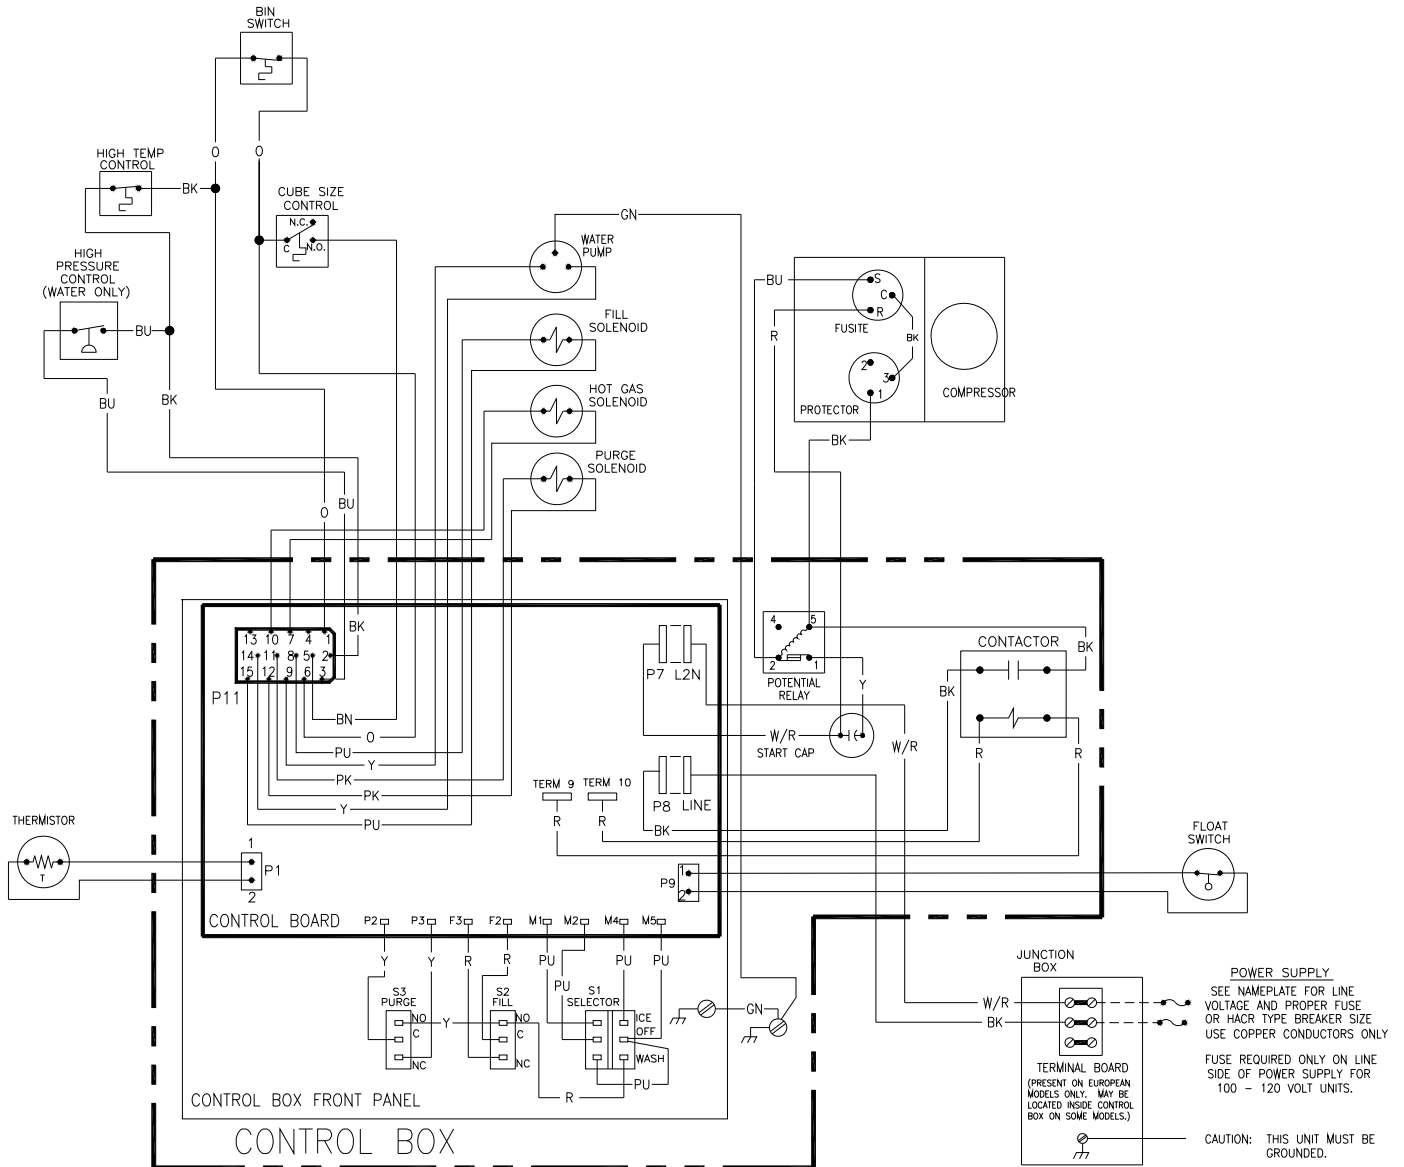 BIN
SWITCH
O
O
HIGH TEMP
CONTROL
BK
CUBE SIZE
CONTROL
N.C.
C
N.O.
HIGH
PRESSURE
CONTROL
(WATER ONLY)
BU
BU
BK
BU
O
BK
GN
WATER
PUMP
FILL
SOLENOID
HOT GAS
SOLENOID
PURGE
SOLENOID
BU
R
S
C
R
FUSITE
BK
2
3
1
PROTECTOR
COMPRESSOR
BK
13 10 7 4 1
14 11 8 5 2
15 12 9 6 3
P11
BN
O
PU
Y
PK
PK
Y
PU
P7 L2N
4 5
2 1
POTENTIAL
RELAY
Y
W/R
START CAP
W/R
CONTACTOR
BK
BK
R
R
P8 LINE
BK
TERM 9
TERM 10
R
R
THERMISTOR
T
1
P1
2
P9
1
2
FLOAT
SWITCH
CONTROL BOARD
P2
P3
F3
F2
M1
M2
M4
M5
Y
Y
R
R
PU
PU
PU
PU
S3
PURGE
NO
C
NC
Y
S2
FILL
NO
C
NC
S1
SELECTOR
ICE
OFF
WASH
PU
R
GN
CONTROL BOX FRONT PANEL
CONTROL BOX
JUNCTION
BOX
W/R
BK
TERMINAL BOARD
(PRESENT ON EUROPEAN
MODELS ONLY. MAY BE
LOCATED INSIDE CONTROL
BOX ON SOME MODELS.)
POWER SUPPLY
SEE NAMEPLATE FOR LINE
VOLTAGE AND PROPER FUSE
OR HACR TYPE BREAKER SIZE
USE COPPER CONDUCTORS ONLY
FUSE REQUIRED ONLY ON LINE
SIDE OF POWER SUPPLY FOR
100 - 120 VOLT UNITS.
CAUTION: THIS UNIT MUST BE
GROUNDED.